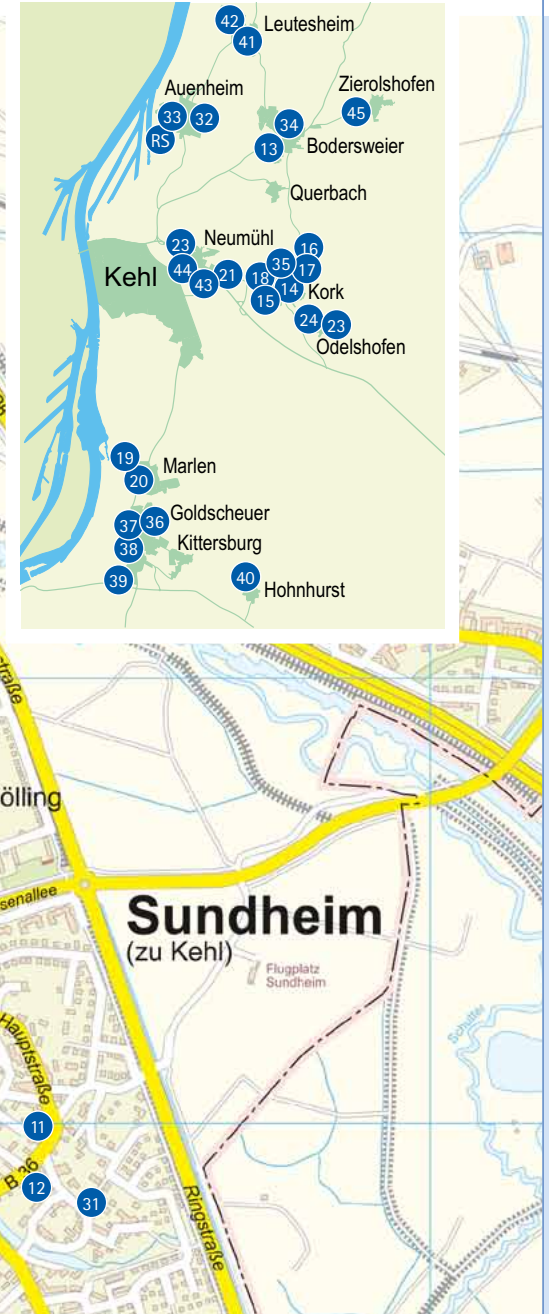 42
Leutesheim
41
Auenheim
Zierolshofen
33
32
34
45
RS
13
Bodersweier
Querbach
23
Neumühl
16
35
17
44
21
18
Kehl
43
14
Kork
15
24
23
Odelshofen
19
Marlen
20
36
Goldscheuer
37
Kittersburg
38
39
40
Hohnhurst
straße
ölling
senallee
Sundheim
(zu Kehl)
Flugplatz
Sundheim
Hauptstraße
Schutter
11
B 36
12
31
Ringstraße